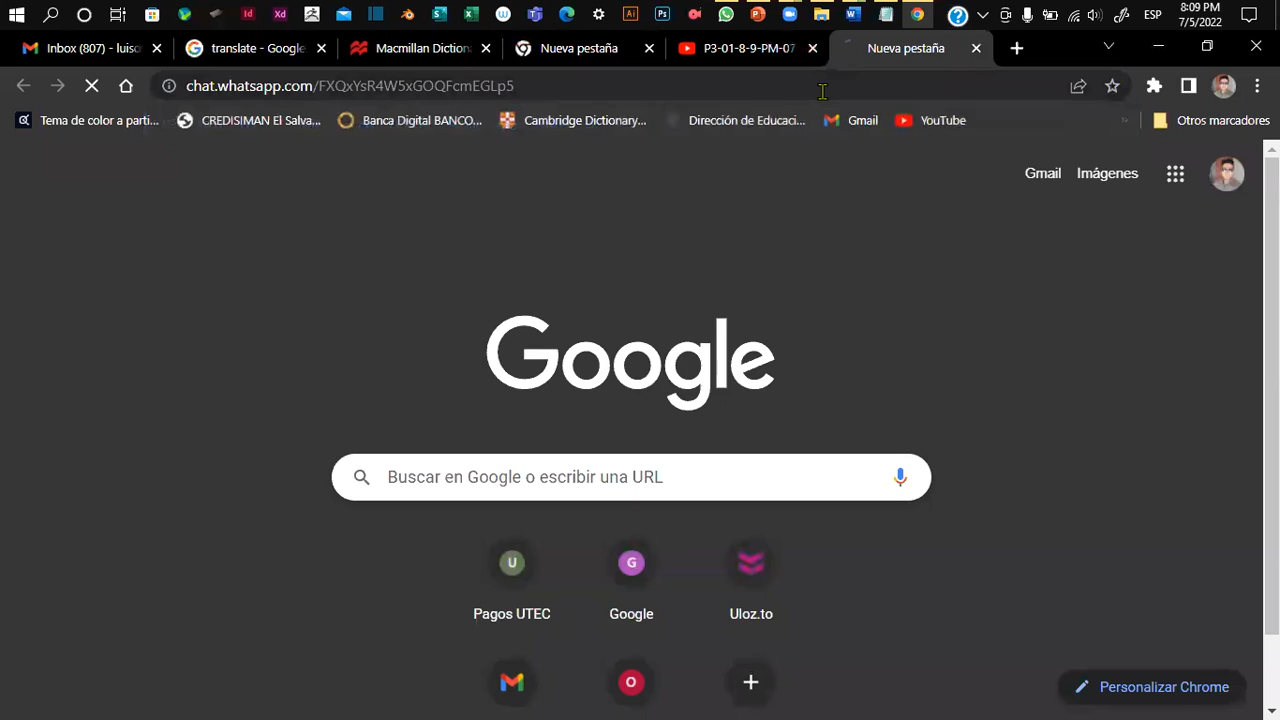 8:09 PM
ESP
7/5/2022
Inbox (807) - luisc
translate - Google
Macmillan Dictiona
Nueva pestaña
P3-01-8-9-PM-07
Nueva pestaña
chat.whatsapp.com/FXQxYsR4W5xGOQFcmEGLp5
Tema de color a parti...
CREDISIMAN El Salva...
Banca Digital BANCO...
Cambridge Dictionary...
Dirección de Educaci...
Gmail
YouTube
Otros marcadores
Gmail
Imágenes
Google
Buscar en Google o escribir una URL
U
G
Pagos UTEC
Google
Uloz.to
O
Personalizar Chrome